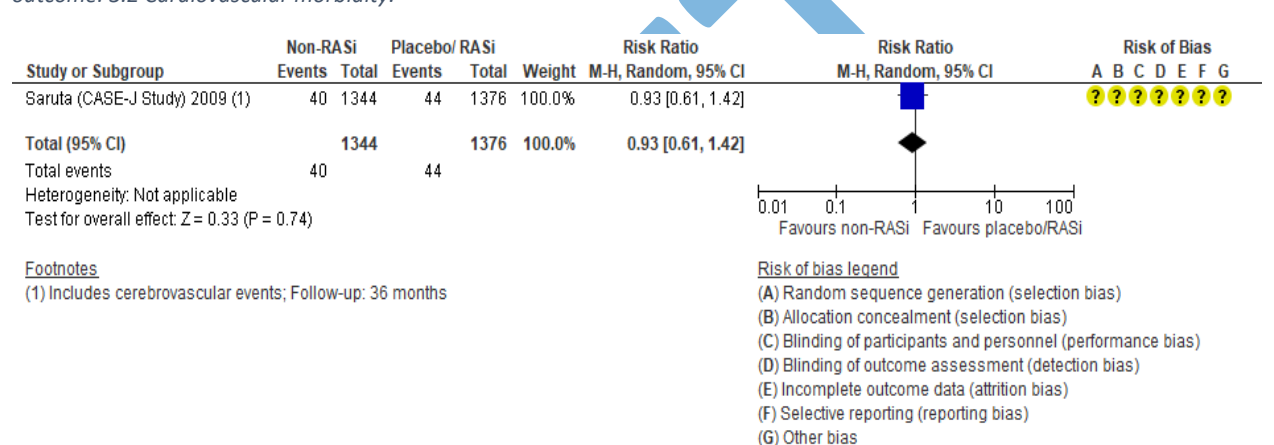 outcome: 3.2 Cardiovascular morbidity.
Non-RASi Placebo/ RASi Risk Ratio Risk Ratio Risk of Bias
Study or Subgroup Events Total Events Total Weight M-H, Random, 95% CI M-H, Random, 95% CI A B C D E F G
Saruta (CASE-J Study) 2009 (1) 40 1344 44 1376 100.0% 0.93 [0.61, 1.42] ? ? ? ? ? ? ?
Total (95% CI) 1344 1376 100.0% 0.93 [0.61, 1.42]
Total events 40 44
Heterogeneity: Not applicable
Test for overall effect: Z = 0.33 (P = 0.74)
0.01 0.1 1 10 100
Favours non-RASi Favours placebo/RASi
Footnotes
(1) Includes cerebrovascular events; Follow-up: 36 months
Risk of bias legend
(A) Random sequence generation (selection bias)
(B) Allocation concealment (selection bias)
(C) Blinding of participants and personnel (performance bias)
(D) Blinding of outcome assessment (detection bias)
(E) Incomplete outcome data (attrition bias)
(F) Selective reporting (reporting bias)
(G) Other bias